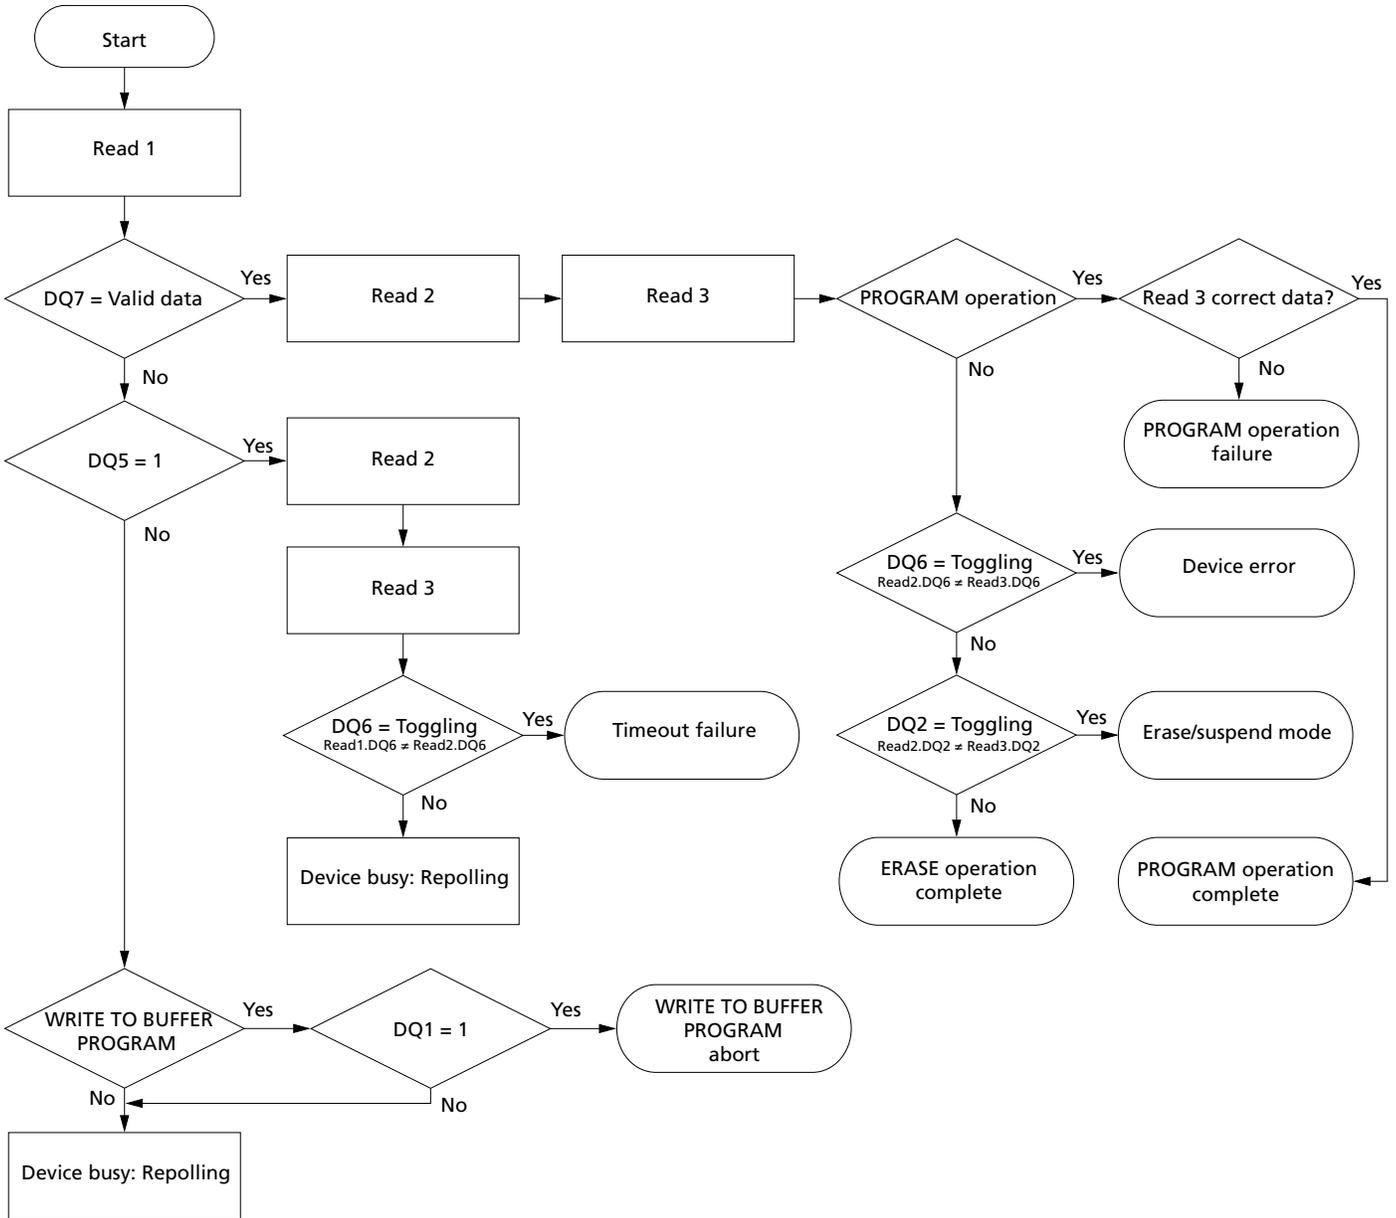 Start
Read 1
DQ7 = Valid data
Yes
No
Read 2
Read 3
PROGRAM operation
Yes
No
Read 3 correct data?
Yes
No
PROGRAM operation
failure
DQ5 = 1
Yes
No
Read 2
Read 3
DQ6 = Toggling
Read1.DQ6 ≠ Read2.DQ6
Yes
No
Timeout failure
Device busy: Repolling
DQ6 = Toggling
Read2.DQ6 ≠ Read3.DQ6
Yes
No
Device error
DQ2 = Toggling
Read2.DQ2 ≠ Read3.DQ2
Yes
No
Erase/suspend mode
ERASE operation
complete
PROGRAM operation
complete
WRITE TO BUFFER
PROGRAM
Yes
No
DQ1 = 1
Yes
No
WRITE TO BUFFER
PROGRAM
abort
Device busy: Repolling